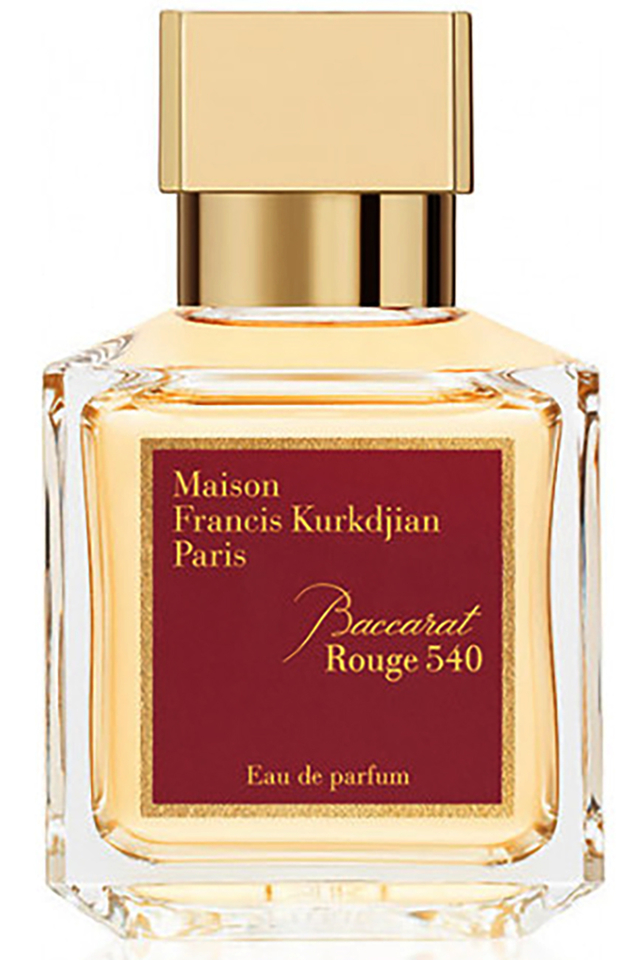 Maison
Francis Kurkdjian
Paris
Baccarat
Rouge 540
Eau de parfum